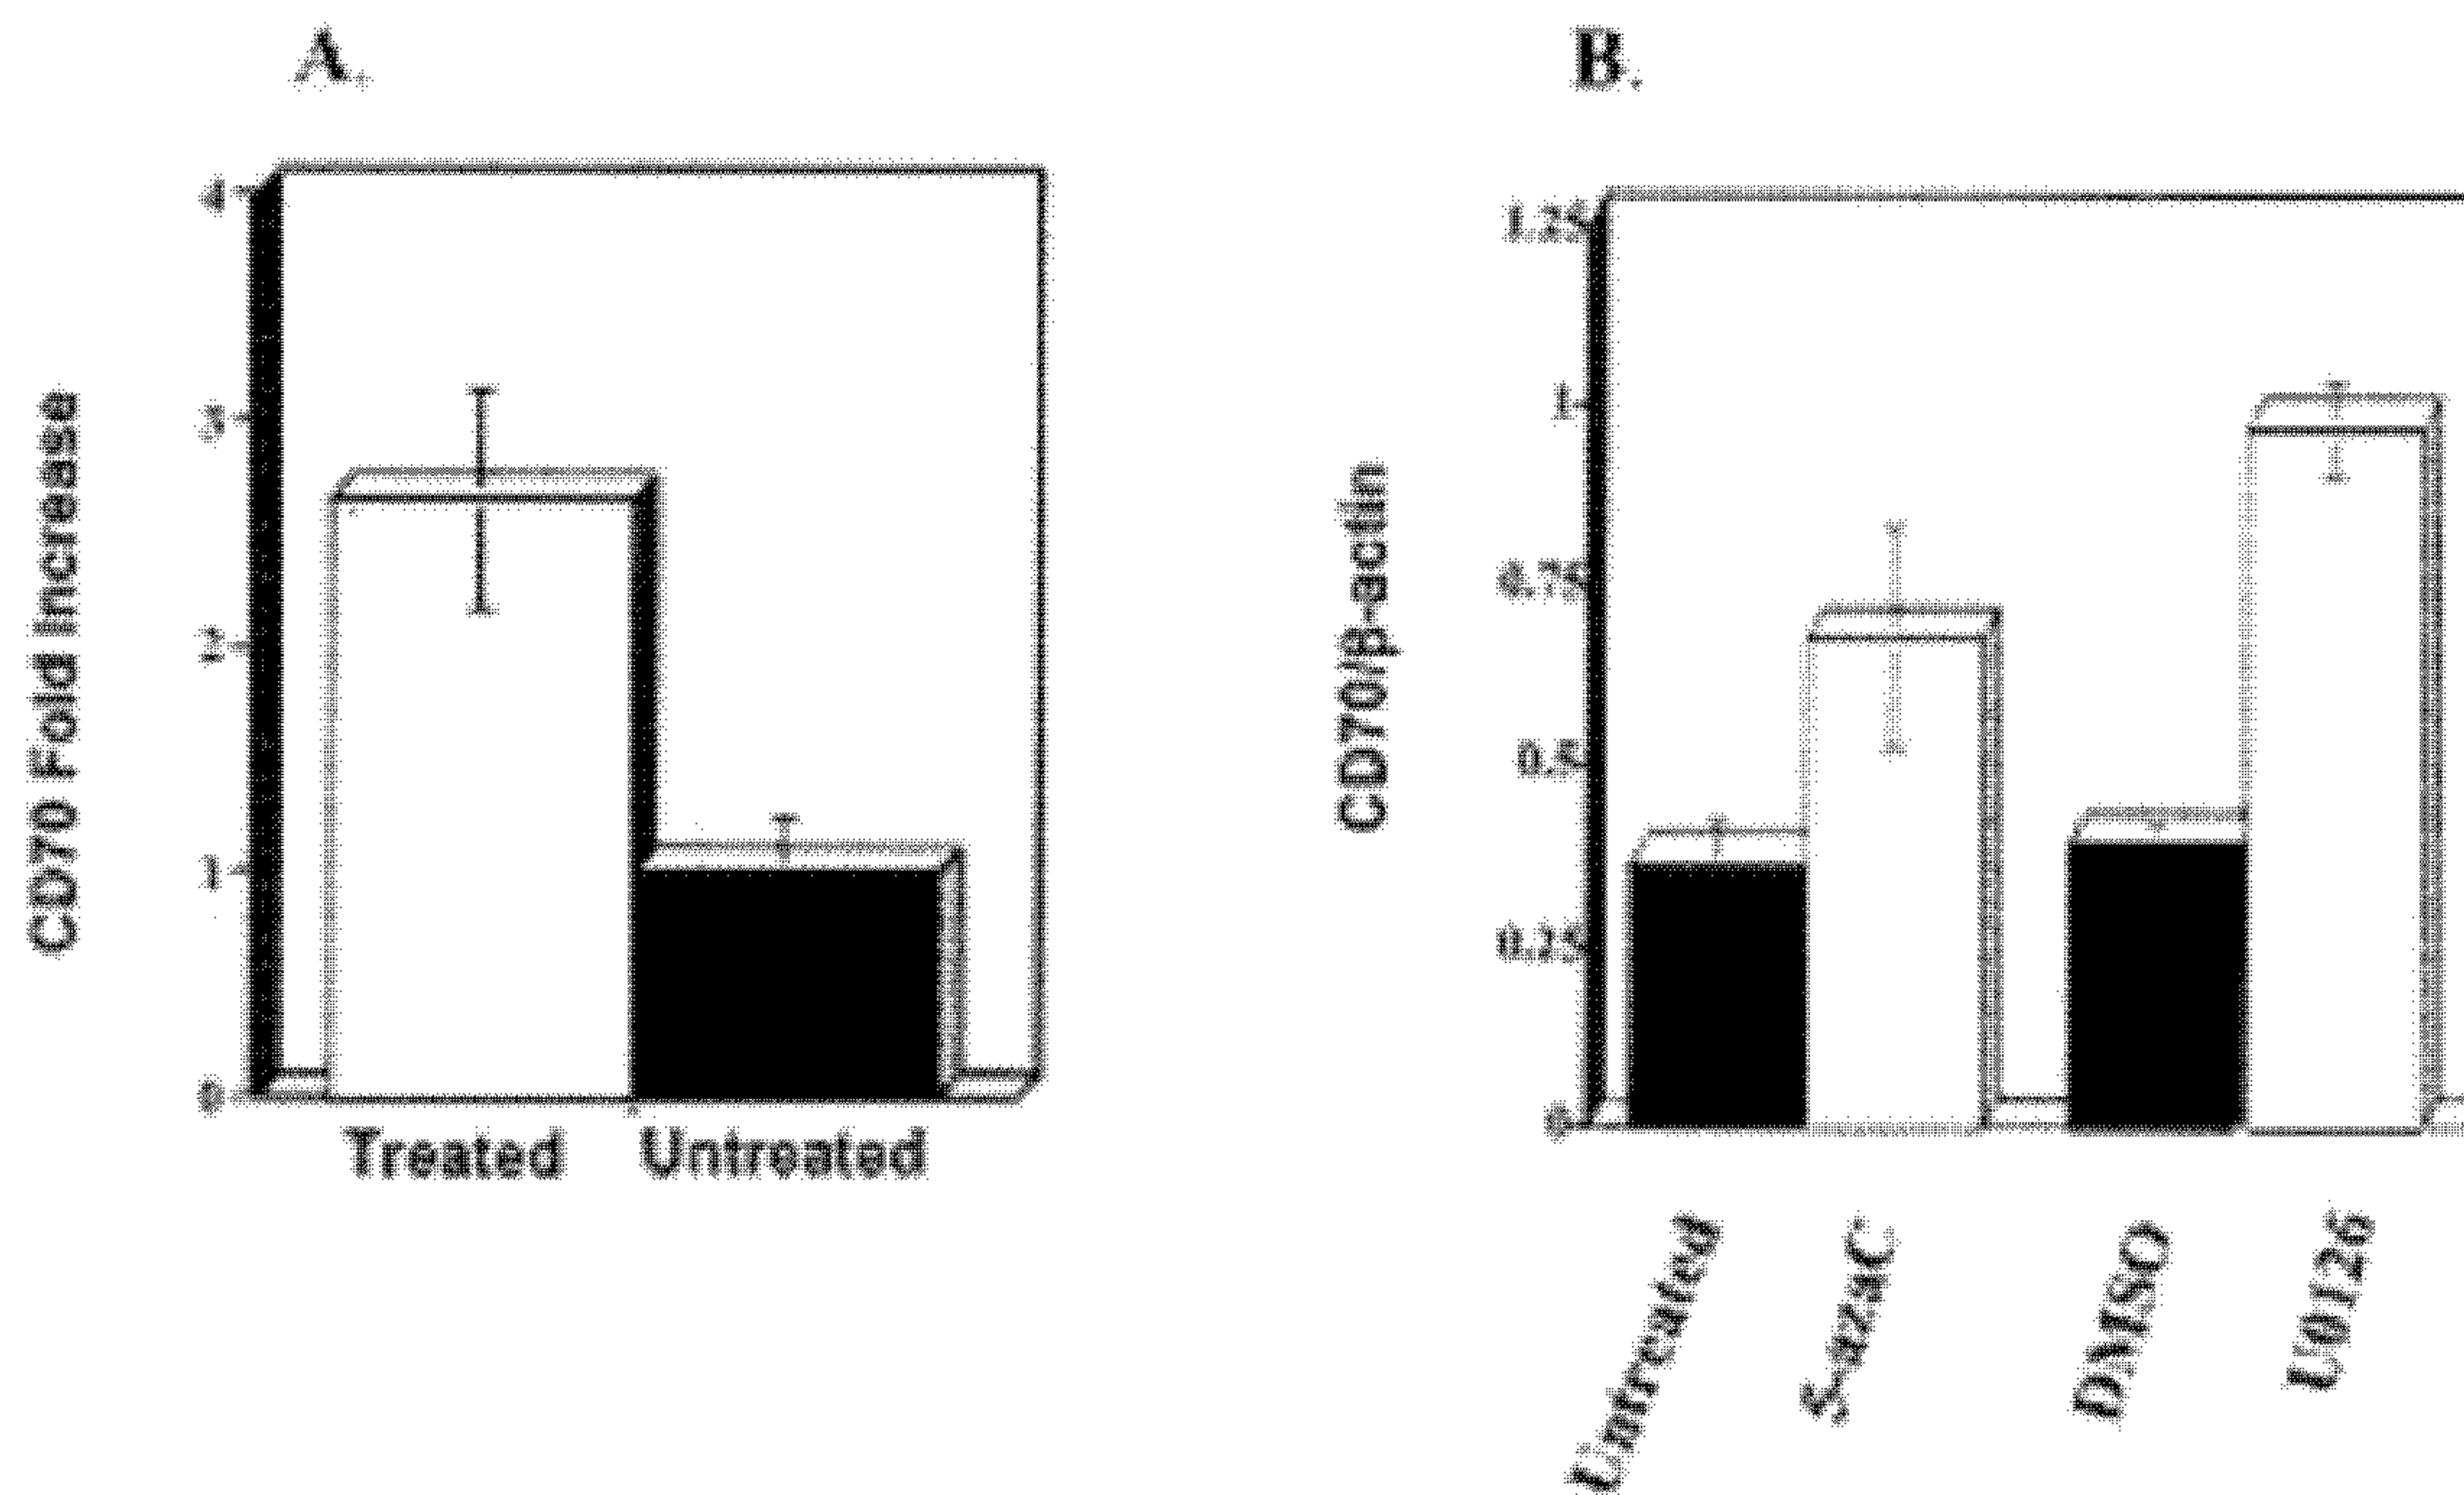 A.
CD70 Fold Increase
4
3
2
1
0
Treated Untreated
B.
CD70/β-actin
1.25
1
0.75
0.5
0.25
0
Untreated
5-azaC
DMSO
U0126